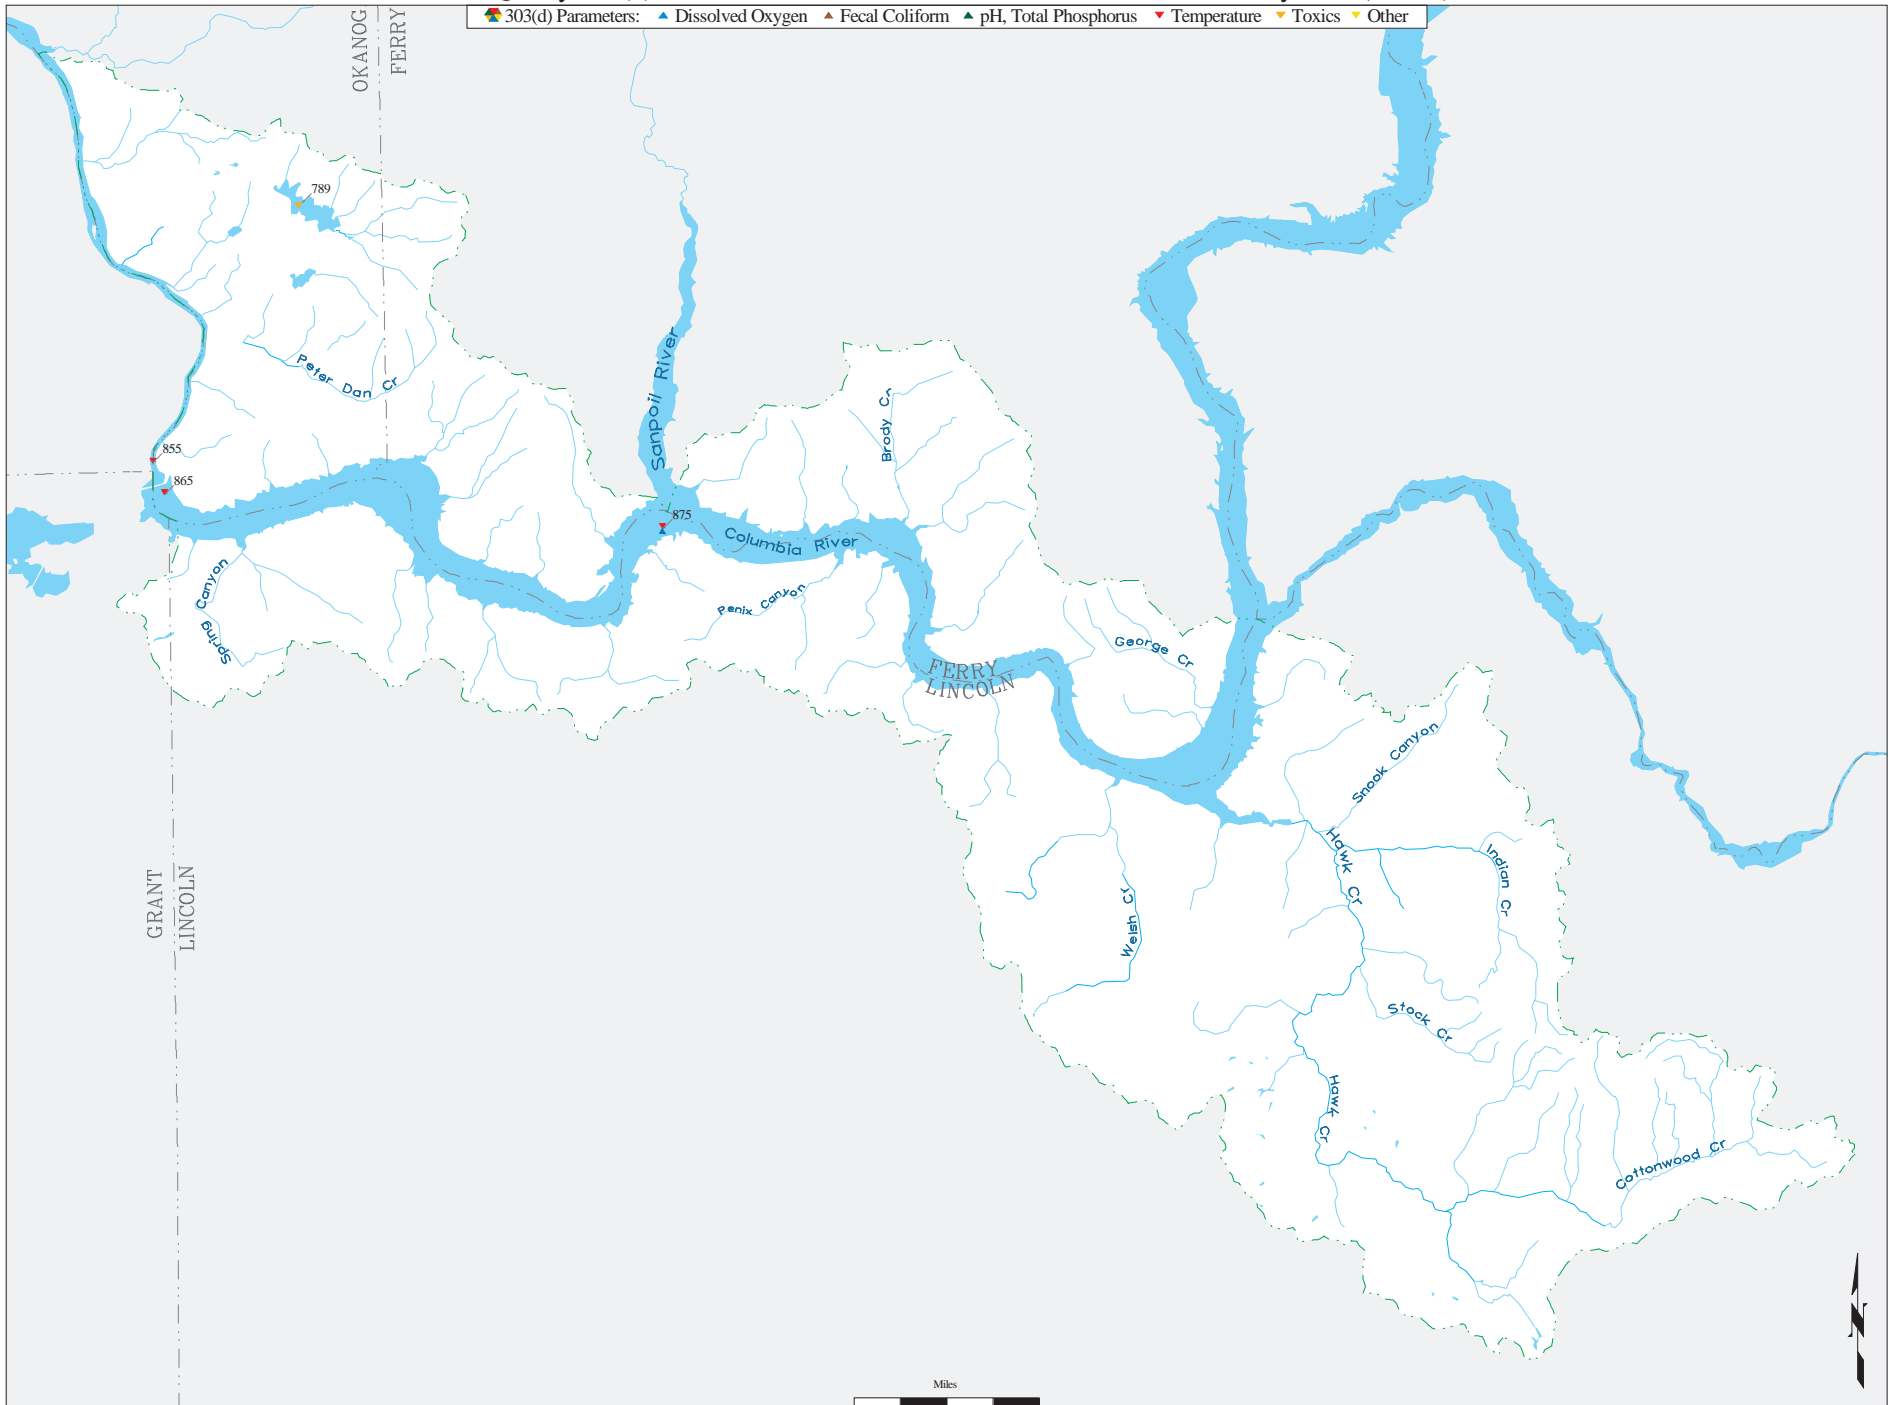 303(d) Parameters: Dissolved Oxygen Fecal Coliform pH, Total Phosphorus Temperature Toxics Other
OKANOG
FERRY
789
Peter Dan Cr
Sanpoil River
Brody Cr
855
865
875
Columbia River
Spring Canyon
Penix Canyon
George Cr
FERRY
LINCOLN
Snook Canyon
Hawk Cr
Indian Cr
GRANT
LINCOLN
Welsh Cr
Stock Cr
Hawk Cr
Cottonwood Cr
N
Miles